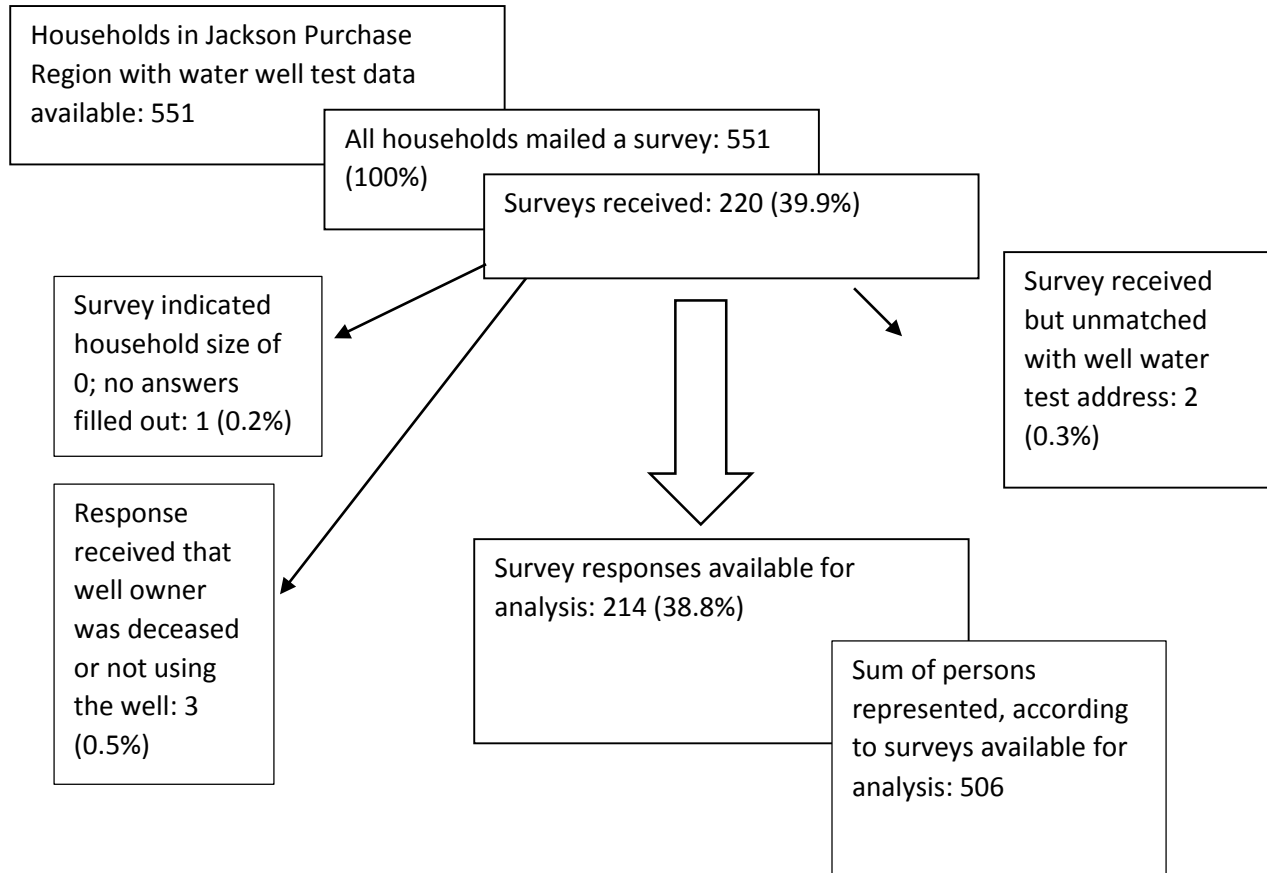 Households in Jackson Purchase
Region with water well test data
available: 551
All households mailed a survey: 551
(100%)
Surveys received: 220 (39.9%)
Survey indicated
household size of
0; no answers
filled out: 1 (0.2%)
Survey received
but unmatched
with well water
test address: 2
(0.3%)
Response
received that
well owner
was deceased
or not using
the well: 3
(0.5%)
Survey responses available for
analysis: 214 (38.8%)
Sum of persons
represented, according
to surveys available for
analysis: 506